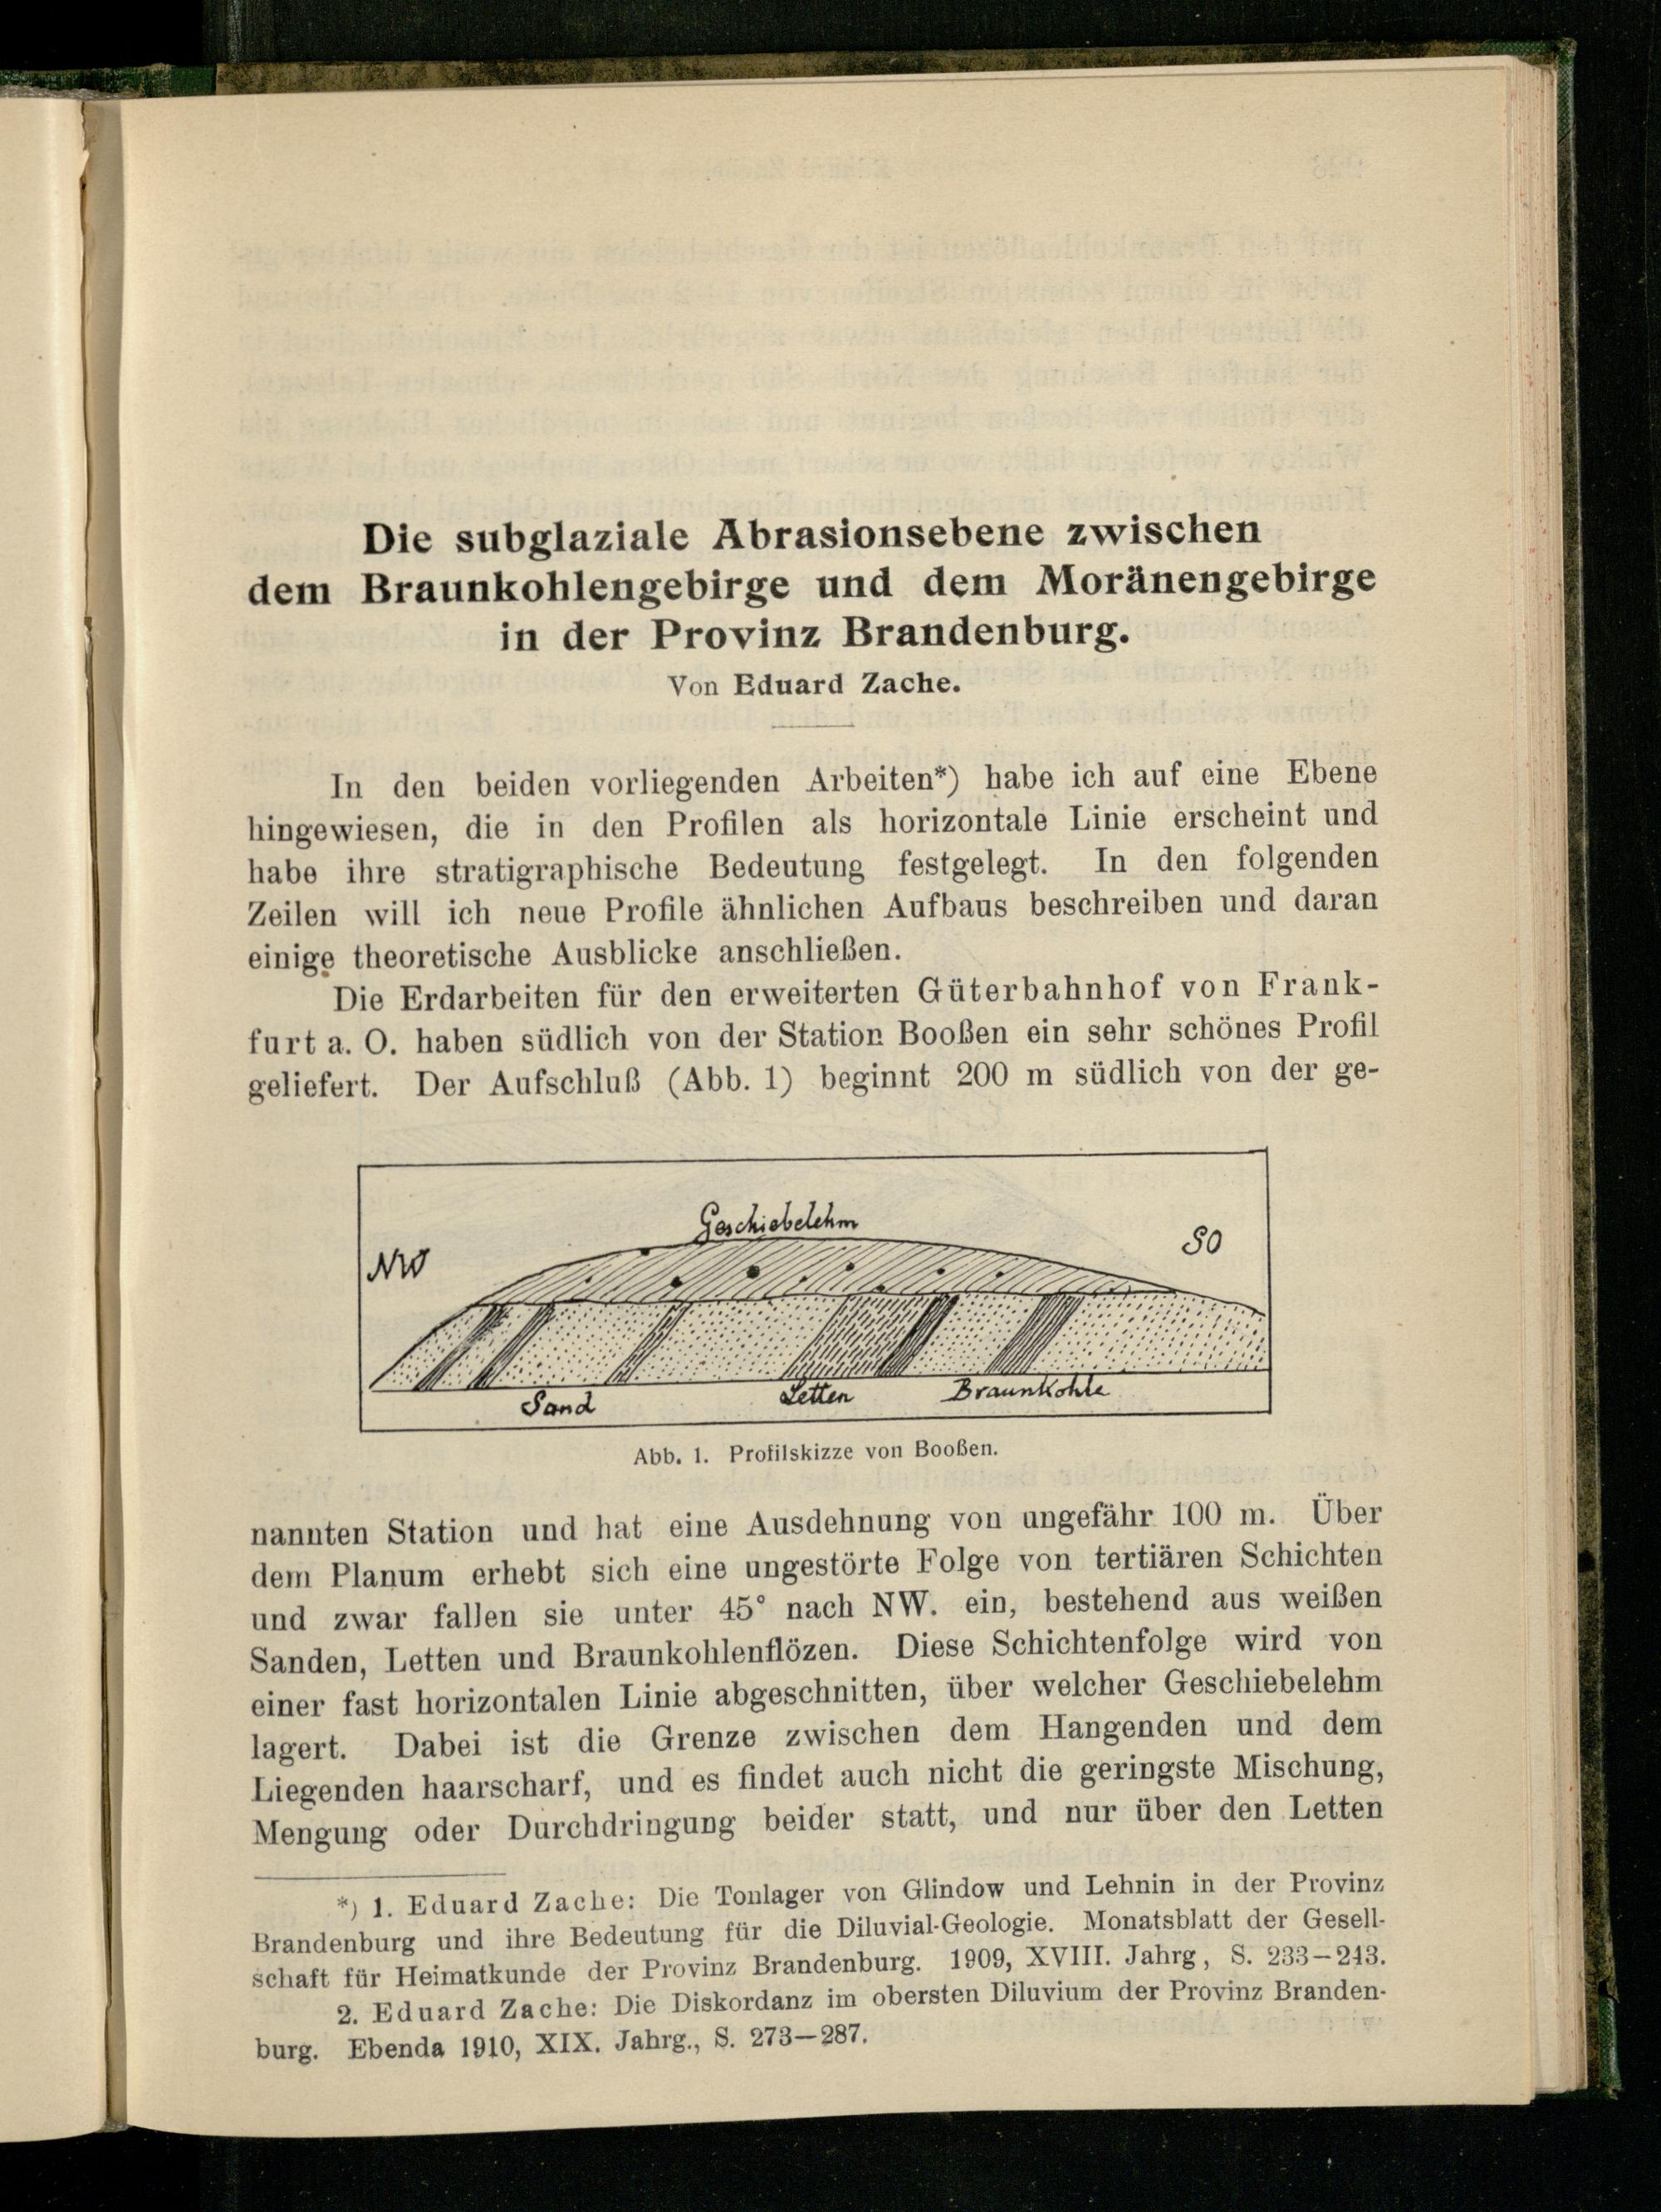 Die subglaziale Abrasionsebene zwischen
dem Braunkohlengebirge und dem Moränengebirge
in der Provinz Brandenburg.
Von Eduard Zache.
In den beiden vorliegenden Arbeiten*) habe ich auf eine Ebene
hingewiesen, die in den Profilen als horizontale Linie erscheint und
habe ihre stratigraphische Bedeutung festgelegt. In den folgenden
Zeilen will ich neue Profile ähnlichen Aufbaus beschreiben und daran
einige theoretische Ausblicke anschließen.
Die Erdarbeiten für den erweiterten Güterbahnhof von Frank-
furt a. O. haben südlich von der Station Booßen ein sehr schönes Profil
geliefert. Der Aufschluß (Abb. 1) beginnt 200 m südlich von der ge-
Geschiebelehm
NW
SO
Sand
Letten
Braunkohle
Abb. 1. Profilskizze von Booßen.
nannten Station und hat eine Ausdehnung von ungefähr 100 m. Über
dem Planum erhebt sich eine ungestörte Folge von tertiären Schichten
und zwar fallen sie unter 45° nach NW. ein, bestehend aus weißen
Sanden, Letten und Braunkohlenflözen. Diese Schichtenfolge wird von
einer fast horizontalen Linie abgeschnitten, über welcher Geschiebelehm
lagert. Dabei ist die Grenze zwischen dem Hangenden und dem
Liegenden haarscharf, und es findet auch nicht die geringste Mischung,
Mengung oder Durchdringung beider statt, und nur über den Letten
*) 1. Eduard Zache: Die Tonlager von Glindow und Lehnin in der Provinz
Brandenburg und ihre Bedeutung für die Diluvial-Geologie. Monatsblatt der Gesell-
schaft für Heimatkunde der Provinz Brandenburg. 1909, XVIII. Jahrg, S. 233—243.
2. Eduard Zache: Die Diskordanz im obersten Diluvium der Provinz Branden-
burg. Ebenda 1910, XIX. Jahrg., S. 273—287.